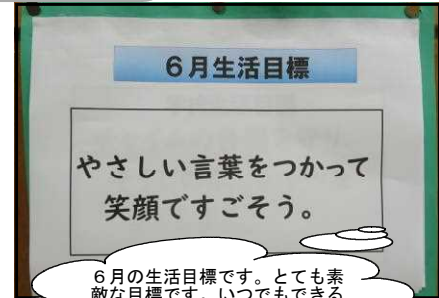 ６月生活目標
やさしい言葉をつかって
笑顔ですごそう。
６月の生活目標です。とても素
敵な目標です。いつでもできる